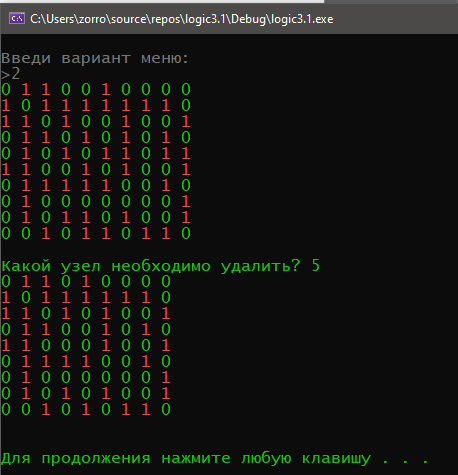 C:\Users\zorro\source\repos\logic3.1\Debug\logic3.1.exe
Введи вариант меню:
>2
0 1 1 0 0 1 0 0 0 0
1 0 1 1 1 1 1 1 1 0
1 1 0 1 0 0 1 0 0 1
0 1 1 0 1 0 1 0 1 0
0 1 0 1 0 1 1 0 1 1
1 1 0 0 1 0 1 0 0 1
0 1 1 1 1 1 0 0 1 0
0 1 0 0 0 0 0 0 0 1
0 1 0 1 1 0 1 0 0 1
0 0 1 0 1 1 0 1 1 0
Какой узел необходимо удалить? 5
0 1 1 0 1 0 0 0 0
1 0 1 1 1 1 1 1 0
1 1 0 1 0 1 0 0 1
0 1 1 0 0 1 0 1 0
1 1 0 0 0 1 0 0 1
0 1 1 1 1 0 0 1 0
0 1 0 0 0 0 0 0 1
0 1 0 1 0 1 0 0 1
0 0 1 0 1 0 1 1 0
Для продолжения нажмите любую клавишу . . .